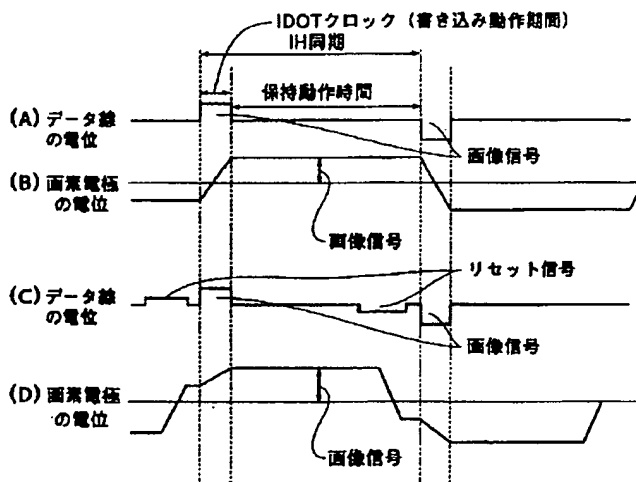 IDOTクロック（書き込み動作期間）
IH同期
保持動作時間
(A) データ線
の電位
画像信号
(B) 画素電極
の電位
画像信号
リセット信号
(C) データ線
の電位
画像信号
(D) 画素電極
の電位
画像信号